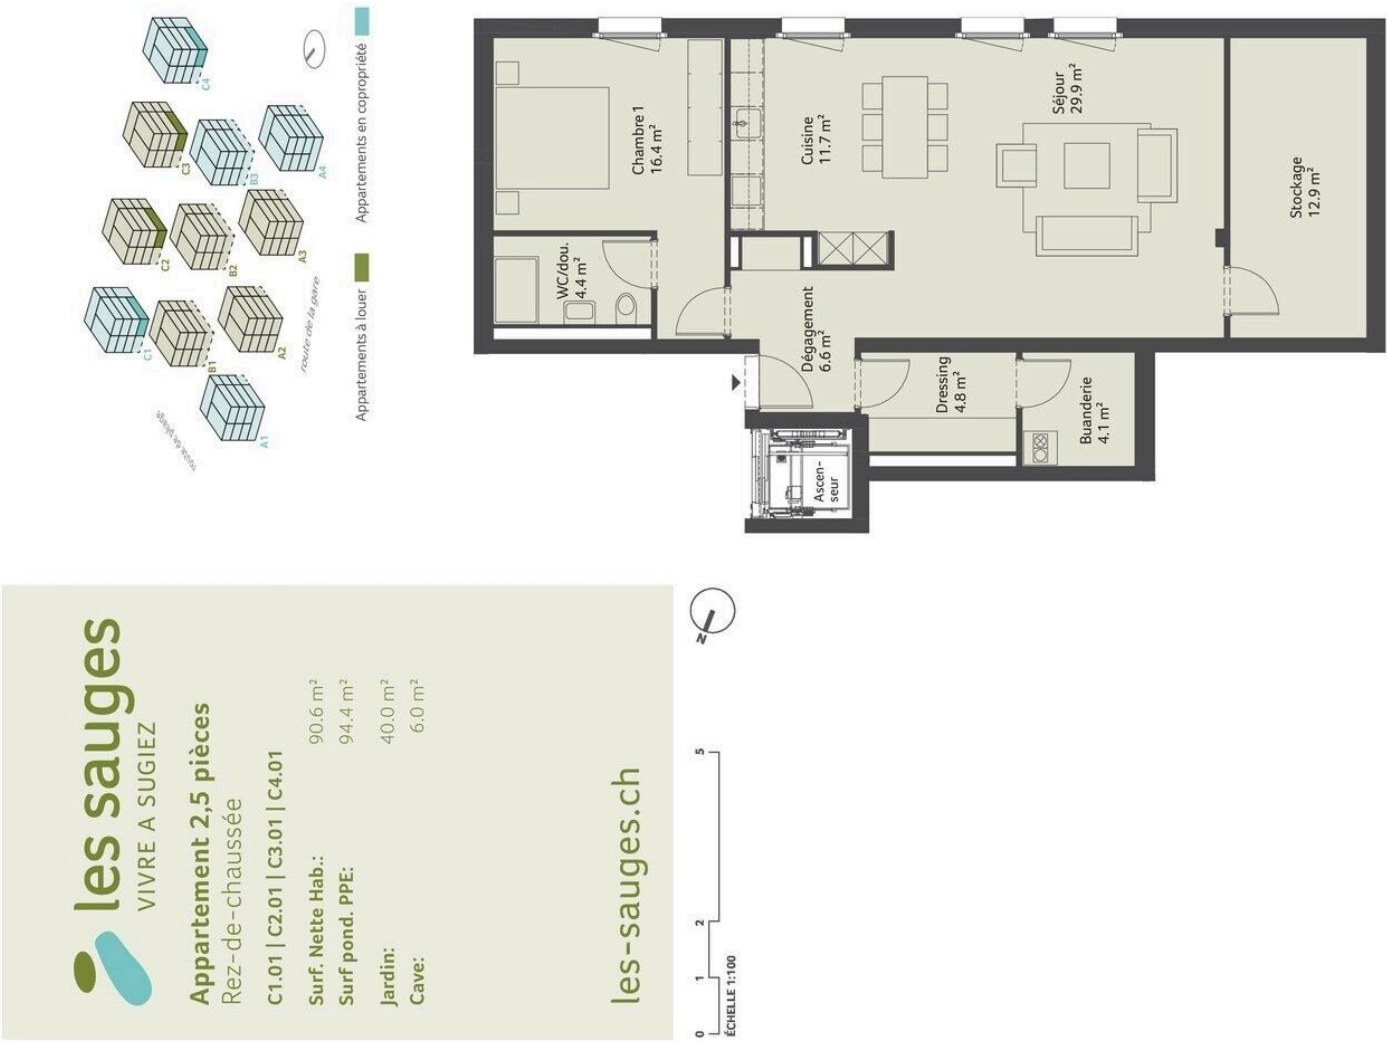 les sauges
VIVRE A SUGIEZ
Appartement 2,5 pièces
Rez-de-chaussée
C1.01 | C2.01 | C3.01 | C4.01
Surf. Nette Hab.: 90.6 m²
Surf pond. PPE: 94.4 m²
Jardin: 40.0 m²
Cave: 6.0 m²
les-sauges.ch
C4
C3
B3
A4
C2
B2
A3
C1
B1
A2
A1
route de la gare
route de péage
Appartements à louer
Appartements en copropriété
Chambre 1
16.4 m²
WC/dou.
4.4 m²
Cuisine
11.7 m²
Séjour
29.9 m²
Stockage
12.9 m²
Dégagement
6.6 m²
Dressing
4.8 m²
Buanderie
4.1 m²
Ascen-
seur
N
0 1 2 5
ÉCHELLE 1:100